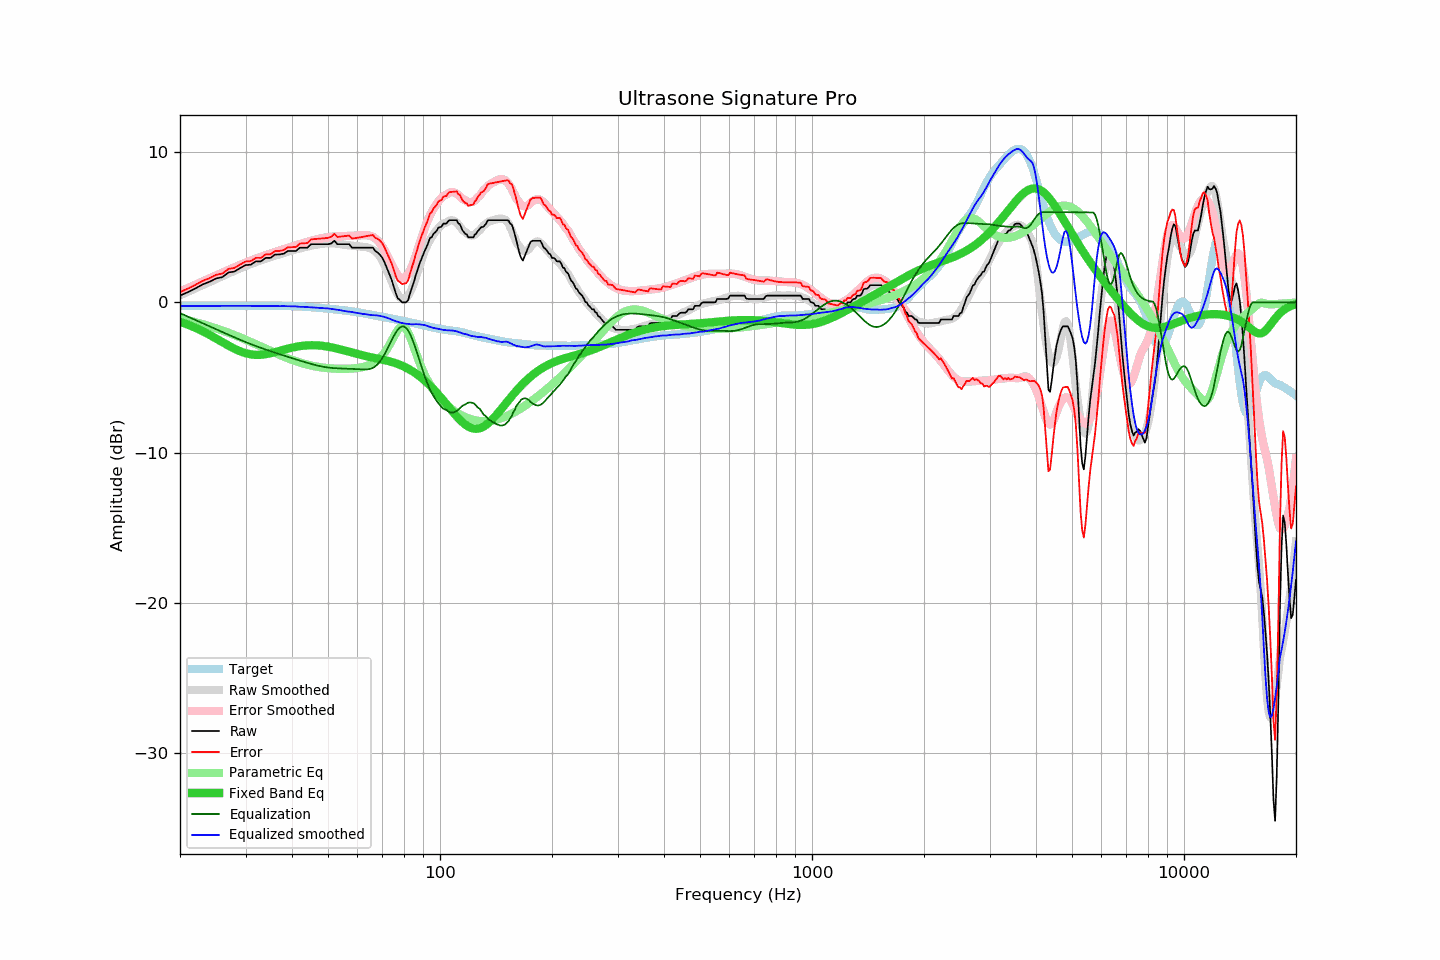 Ultrasone Signature Pro
10
0
−10
−20
−30
Amplitude (dBr)
Target
Raw Smoothed
Error Smoothed
Raw
Error
Parametric Eq
Fixed Band Eq
Equalization
Equalized smoothed
100 1000 10000
Frequency (Hz)